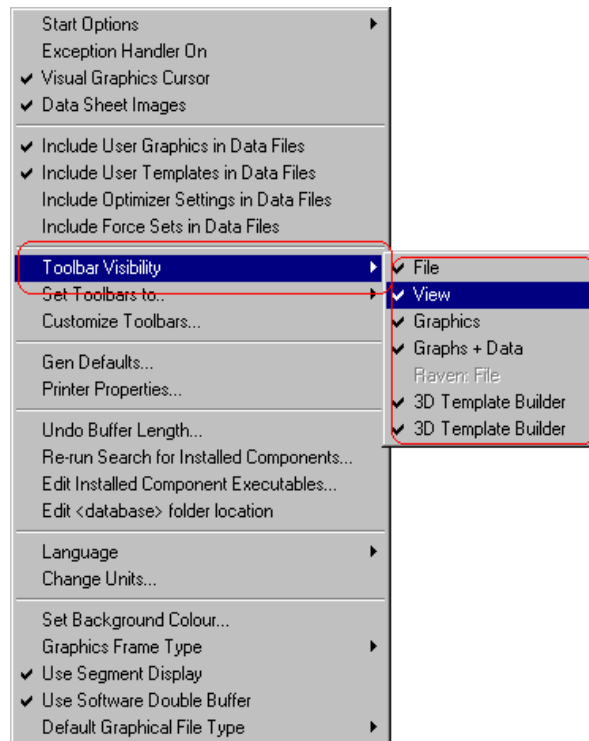 Start Options
Exception Handler On
Visual Graphics Cursor
Data Sheet Images
Include User Graphics in Data Files
Include User Templates in Data Files
Include Optimizer Settings in Data Files
Include Force Sets in Data Files
Toolbar Visibility
Set Toolbars to..
Customize Toolbars...
Gen Defaults...
Printer Properties...
Undo Buffer Length...
Re-run Search for Installed Components...
Edit Installed Component Executables...
Edit <database> folder location
Language
Change Units...
Set Background Colour...
Graphics Frame Type
Use Segment Display
Use Software Double Buffer
Default Graphical File Type
File
View
Graphics
Graphs + Data
Raven: File
3D Template Builder
3D Template Builder